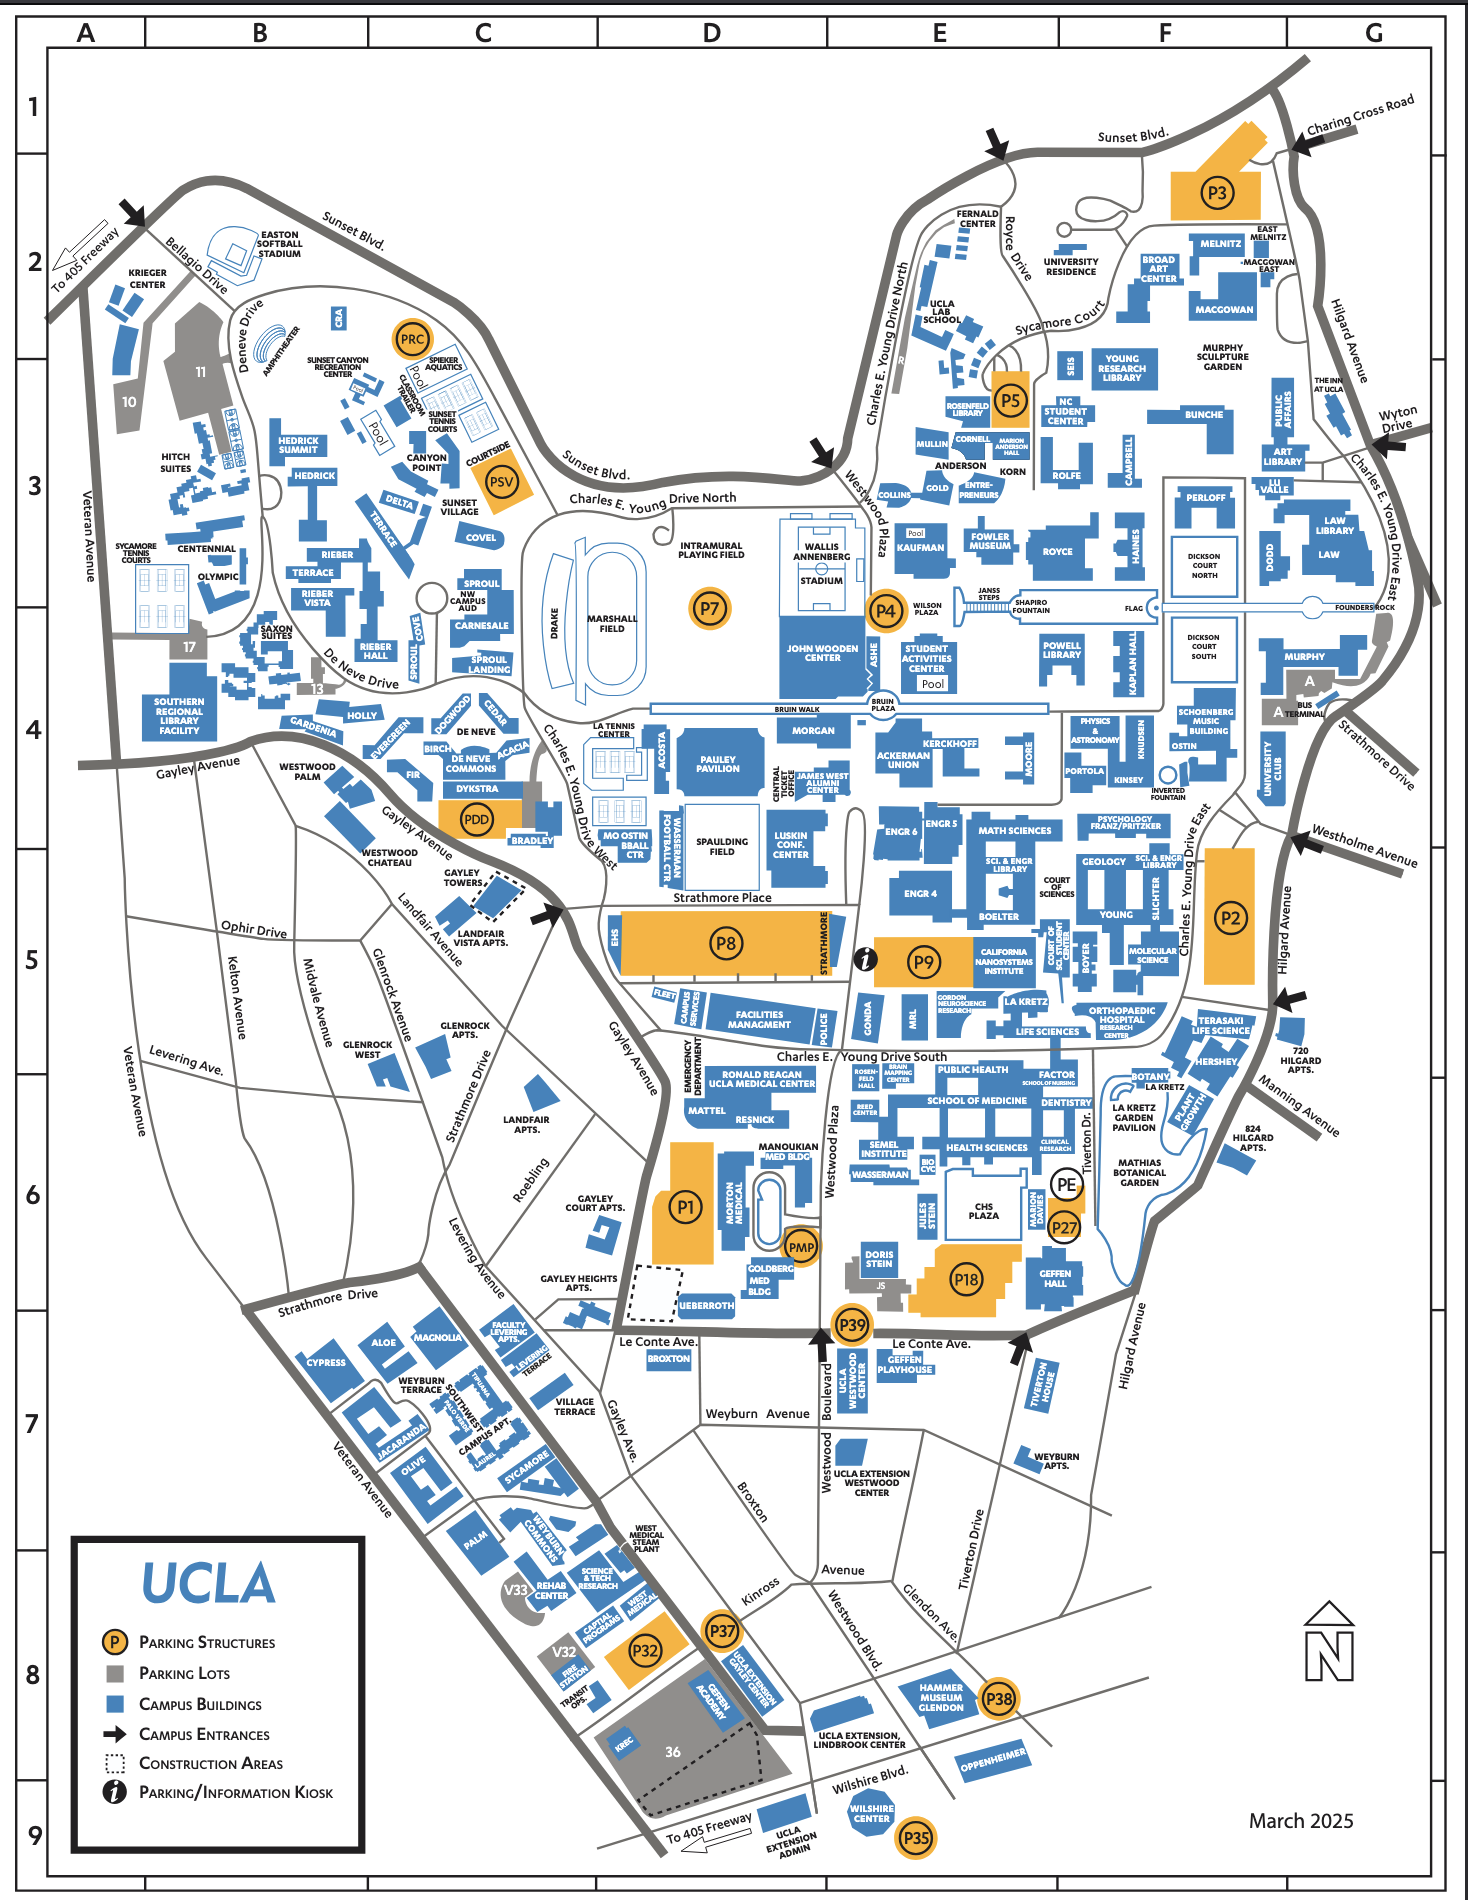 A
B
C
D
E
F
G
1
2
3
4
5
6
7
8
9
Sunset Blvd.
Charing Cross Road
P3
To 405 Freeway
Bellagio Drive
EASTON
SOFTBALL
STADIUM
Sunset Blvd.
KRIEGER
CENTER
Deneve Drive
CRA
AMPHITHEATER
PRC
FERNALD
CENTER
Royce Drive
UNIVERSITY
RESIDENCE
EAST
MELNITZ
MELNITZ
BROAD
ART
CENTER
MACGOWAN
EAST
MACGOWAN
UCLA
LAB
SCHOOL
Charles E. Young Drive North
Sycamore Court
Hilgard Avenue
R
11
10
SUNSET CANYON
RECREATION
CENTER
SPIEKER
AQUATICS
Pool
CLASSROOM
TRAILER
SUNSET
TENNIS
COURTS
Pool
Pool
SEIS
YOUNG
RESEARCH
LIBRARY
MURPHY
SCULPTURE
GARDEN
P5
ROSENFELD
LIBRARY
NC
STUDENT
CENTER
BUNCHE
PUBLIC
AFFAIRS
THE INN
AT UCLA
Wyton
Drive
HEDRICK
SUMMIT
HITCH
SUITES
HEDRICK
CANYON
POINT
COURTSIDE
PSV
MULLIN
CORNELL
MARION
ANDERSON
HALL
ANDERSON
KORN
COLLINS
GOLD
ENTRE-
PRENEURS
ROLFE
CAMPBELL
ART
LIBRARY
LU
VALLE
Sunset Blvd.
Charles E. Young Drive North
Westwood Plaza
Charles E. Young Drive East
Veteran Avenue
DELTA
TERRACE
SUNSET
VILLAGE
COVEL
SYCAMORE
TENNIS
COURTS
CENTENNIAL
OLYMPIC
RIEBER
TERRACE
RIEBER
VISTA
SPROUL
NW
CAMPUS
AUD
CARNESALE
SPROUL COVE
SPROUL
LANDING
SAXON
SUITES
RIEBER
HALL
INTRAMURAL
PLAYING FIELD
WALLIS
ANNENBERG
STADIUM
P7
DRAKE
MARSHALL
FIELD
Pool
KAUFMAN
FOWLER
MUSEUM
ROYCE
HAINES
PERLOFF
DICKSON
COURT
NORTH
DODD
LAW
LIBRARY
LAW
P4
WILSON
PLAZA
JANSS
STEPS
SHAPIRO
FOUNTAIN
FLAG
FOUNDERS ROCK
JOHN WOODEN
CENTER
ASHE
STUDENT
ACTIVITIES
CENTER
Pool
POWELL
LIBRARY
KAPLAN HALL
DICKSON
COURT
SOUTH
MURPHY
A
A
BUS
TERMINAL
17
13
SOUTHERN
REGIONAL
LIBRARY
FACILITY
De Neve Drive
GARDENIA
HOLLY
EVERGREEN
DOGWOOD
CEDAR
DE NEVE
BIRCH
ACACIA
DE NEVE
COMMONS
FIR
DYKSTRA
PDD
BRADLEY
BRUIN WALK
BRUIN
PLAZA
LA TENNIS
CENTER
ACOSTA
PAULEY
PAVILION
MORGAN
CENTRAL
TICKET
OFFICE
JAMES WEST
ALUMNI
CENTER
KERCKHOFF
ACKERMAN
UNION
MOORE
PHYSICS
&
ASTRONOMY
KNUDSEN
SCHOENBERG
MUSIC
BUILDING
OSTIN
PORTOLA
KINSEY
INVERTED
FOUNTAIN
UNIVERSITY
CLUB
Strathmore Drive
Gayley Avenue
WESTWOOD
PALM
Gayley Avenue
WESTWOOD
CHATEAU
Charles E. Young Drive West
MO OSTIN
BBALL
CTR
WASSERMAN
FOOTBALL CTR
SPAULDING
FIELD
LUSKIN
CONF.
CENTER
ENGR 6
ENGR 5
MATH SCIENCES
SCI. & ENGR
LIBRARY
ENGR 4
BOELTER
COURT
OF
SCIENCES
PSYCHOLOGY
FRANZ/PRITZKER
GEOLOGY
SCI. & ENGR
LIBRARY
SLICHTER
YOUNG
Charles E. Young Drive East
Westholme Avenue
P2
GAYLEY
TOWERS
LANDFAIR
VISTA APTS.
Landfair Avenue
Ophir Drive
Strathmore Place
EHS
P8
STRATHMORE
P9
CALIFORNIA
NANOSYSTEMS
INSTITUTE
COURT OF
SCI. STUDENT
CENTER
BOYER
MOLECULAR
SCIENCE
Hilgard Avenue
FLEET
CAMPUS
SERVICES
FACILITIES
MANAGMENT
POLICE
GONDA
MRL
GORDON
NEUROSCIENCE
RESEARCH
LA KRETZ
LIFE SCIENCES
ORTHOPAEDIC
HOSPITAL
RESEARCH
CENTER
TERASAKI
LIFE SCIENCE
HERSHEY
720
HILGARD
APTS.
Kelton Avenue
Midvale Avenue
Glenrock Avenue
GLENROCK
APTS.
GLENROCK
WEST
Levering Ave.
Veteran Avenue
Gayley Avenue
Strathmore Drive
LANDFAIR
APTS.
Charles E. Young Drive South
EMERGENCY
DEPARTMENT
RONALD REAGAN
UCLA MEDICAL CENTER
MATTEL
RESNICK
ROSEN-
FELD
HALL
BRAIN
MAPPING
CENTER
PUBLIC HEALTH
FACTOR
SCHOOL OF NURSING
REED
CENTER
SCHOOL OF MEDICINE
DENTISTRY
SEMEL
INSTITUTE
HEALTH SCIENCES
CLINICAL
RESEARCH
BIO
CYC
WASSERMAN
BOTANY
LA KRETZ
LA KRETZ
GARDEN
PAVILION
PLANT
GROWTH
Manning Avenue
824
HILGARD
APTS.
MATHIAS
BOTANICAL
GARDEN
Tiverton Dr.
MANOUKIAN
MED BLDG
P1
MORTON
MEDICAL
PMP
GOLDBERG
MED
BLDG
UEBERROTH
Westwood Plaza
JULES
STEIN
CHS
PLAZA
MARION
DAVIES
PE
P27
DORIS
STEIN
JS
P18
GEFFEN
HALL
Roebling
GAYLEY
COURT APTS.
GAYLEY HEIGHTS
APTS.
Levering Avenue
Strathmore Drive
P39
Le Conte Ave.
Le Conte Ave.
BROXTON
UCLA
WESTWOOD
CENTER
GEFFEN
PLAYHOUSE
TIVERTON
HOUSE
Hilgard Avenue
CYPRESS
ALOE
MAGNOLIA
FACULTY
LEVERING
APTS.
LEVERING
TERRACE
WEYBURN
TERRACE
SOUTHWEST
CAMPUS APT.
TIPUANA
PALO VERDE
LAUREL
VILLAGE
TERRACE
JACARANDA
OLIVE
SYCAMORE
Gayley Ave.
Weyburn Avenue
Westwood Boulevard
UCLA EXTENSION
WESTWOOD
CENTER
WEYBURN
APTS.
Veteran Avenue
PALM
WEYBURN
COMMONS
WEST
MEDICAL
STEAM
PLANT
Broxton
Kinross
Avenue
Tiverton Drive
Glendon Ave.
Westwood Blvd.
V33
REHAB
CENTER
SCIENCE
& TECH
RESEARCH
CAPTIAL
PROGRAMS
WEST
MEDICAL
V32
FIRE
STATION
TRANSIT
OPS.
P32
P37
UCLA EXTENSION
GAYLEY CENTER
GEFFEN
ACADEMY
KREC
36
HAMMER
MUSEUM
GLENDON
P38
UCLA EXTENSION,
LINDBROOK CENTER
OPPENHEIMER
Wilshire Blvd.
To 405 Freeway
UCLA
EXTENSION
ADMIN
WILSHIRE
CENTER
P35
UCLA
P PARKING STRUCTURES
PARKING LOTS
CAMPUS BUILDINGS
CAMPUS ENTRANCES
CONSTRUCTION AREAS
i PARKING/INFORMATION KIOSK
N
March 2025